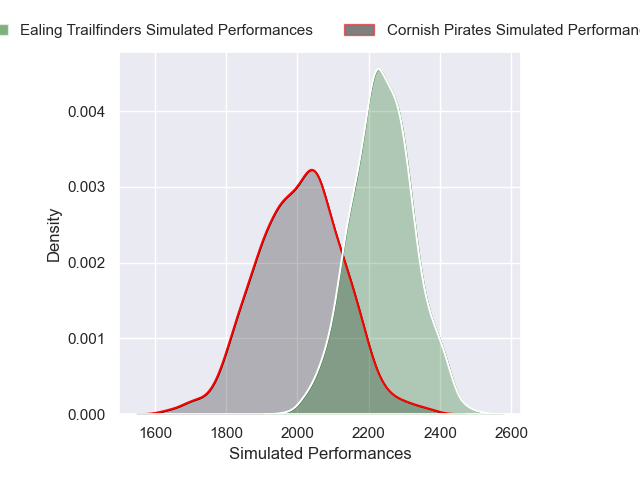 Ealing Trailfinders Simulated Performances
Cornish Pirates Simulated
0.004
0.003
0.002
0.001
0.000
Density
1600 1800 2000 2200 2400 2600
Simulated Performances